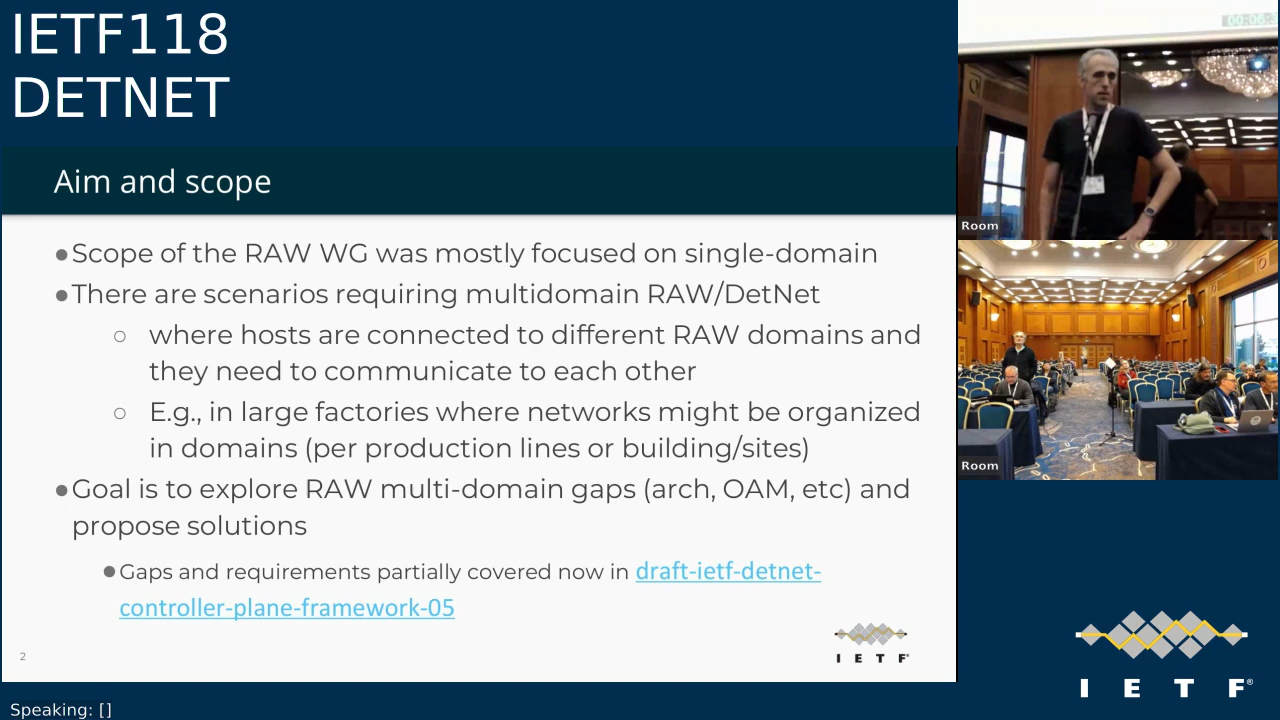 IETF118
DETNET
Aim and scope
●Scope of the RAW WG was mostly focused on single-domain
●There are scenarios requiring multidomain RAW/DetNet
○ where hosts are connected to different RAW domains and
they need to communicate to each other
○ E.g., in large factories where networks might be organized
in domains (per production lines or building/sites)
●Goal is to explore RAW multi-domain gaps (arch, OAM, etc) and
propose solutions
●Gaps and requirements partially covered now in draft-ietf-detnet-
controller-plane-framework-05
2
I E T F®
Room
Room
I E T F®
Speaking: []